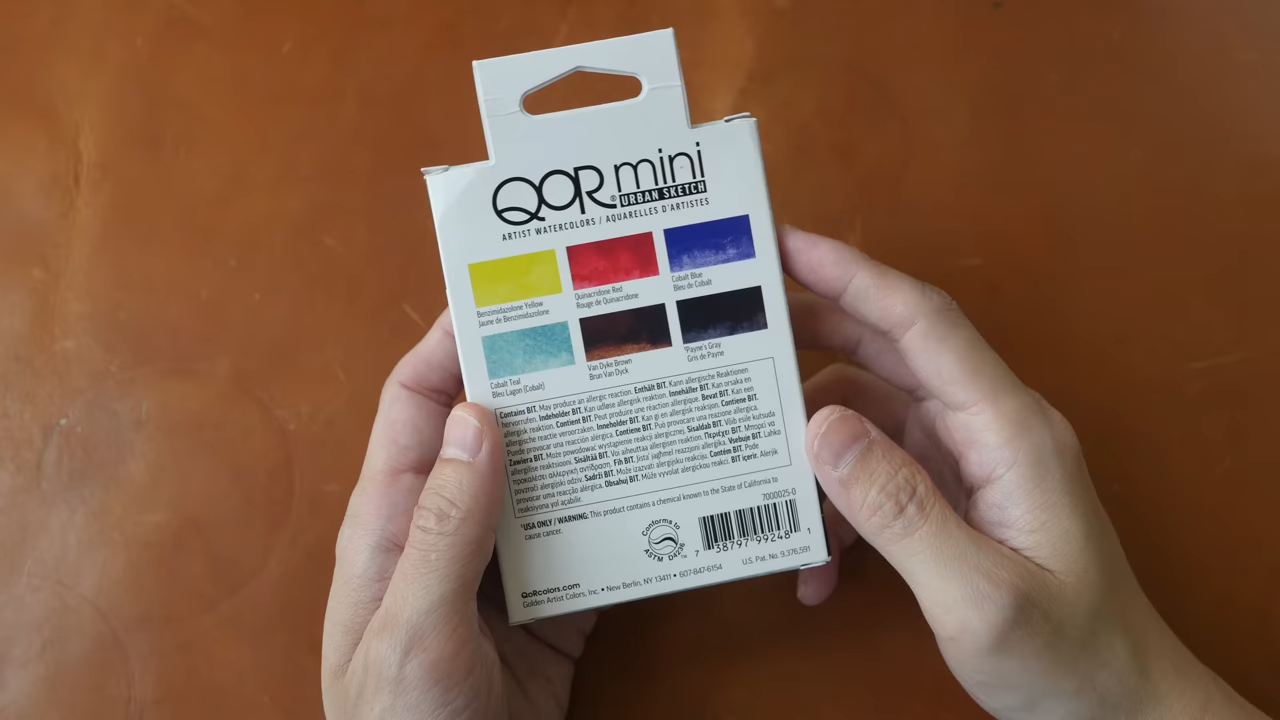 QOR® mini
URBAN SKETCH
ARTIST WATERCOLORS / AQUARELLES D'ARTISTES
Benzimidazolone Yellow
Jaune de Benzimidazolone
Quinacridone Red
Rouge de Quinacridone
Cobalt Blue
Bleu de Cobalt
Cobalt Teal
Bleu Lagon (Cobalt)
Van Dyke Brown
Brun Van Dyck
¹Payne's Gray
Gris de Payne
Contains BIT. May produce an allergic reaction. Enthält BIT. Kann allergische Reaktionen
hervorrufen. Indeholder BIT. Kan udløse allergisk reaktion. Innehåller BIT. Kan orsaka en
allergisk reaktion. Contient BIT. Peut produire une réaction allergique. Bevat BIT. Kan een
allergische reactie veroorzaken. Inneholder BIT. Kan gi en allergisk reaksjon. Contiene BIT.
Puede provocar una reacción alérgica. Contiene BIT. Può provocare una reazione allergica.
Zawiera BIT. Może powodować wystąpienie reakcji alergicznej. Sisaldab BIT. Võib esile kutsuda
allergilise reaktsiooni. Sisältää BIT. Voi aiheuttaa allergisen reaktion. Περιέχει BIT. Μπορεί να
προκαλέσει αλλεργική αντίδραση. Fih BIT. Jista' jagħmel reazzjoni allerġika. Vsebuje BIT. Lahko
povzroči alergijski odziv. Sadrži BIT. Može izazvati alergijsku reakciju. Contém BIT. Pode
provocar uma reacção alérgica. Obsahuj BIT. Může vyvolat alergickou reakci. BIT içerir. Alerjik
reaksiyona yol açabilir.
¹USA ONLY / WARNING: This product contains a chemical known to the State of California to
cause cancer.
Conforms to
ASTM D4236
™
7000025-0
7 38797 99248 1
QoRcolors.com
Golden Artist Colors, Inc. • New Berlin, NY 13411 • 607-847-6154
U.S. Pat. No. 9,376,591